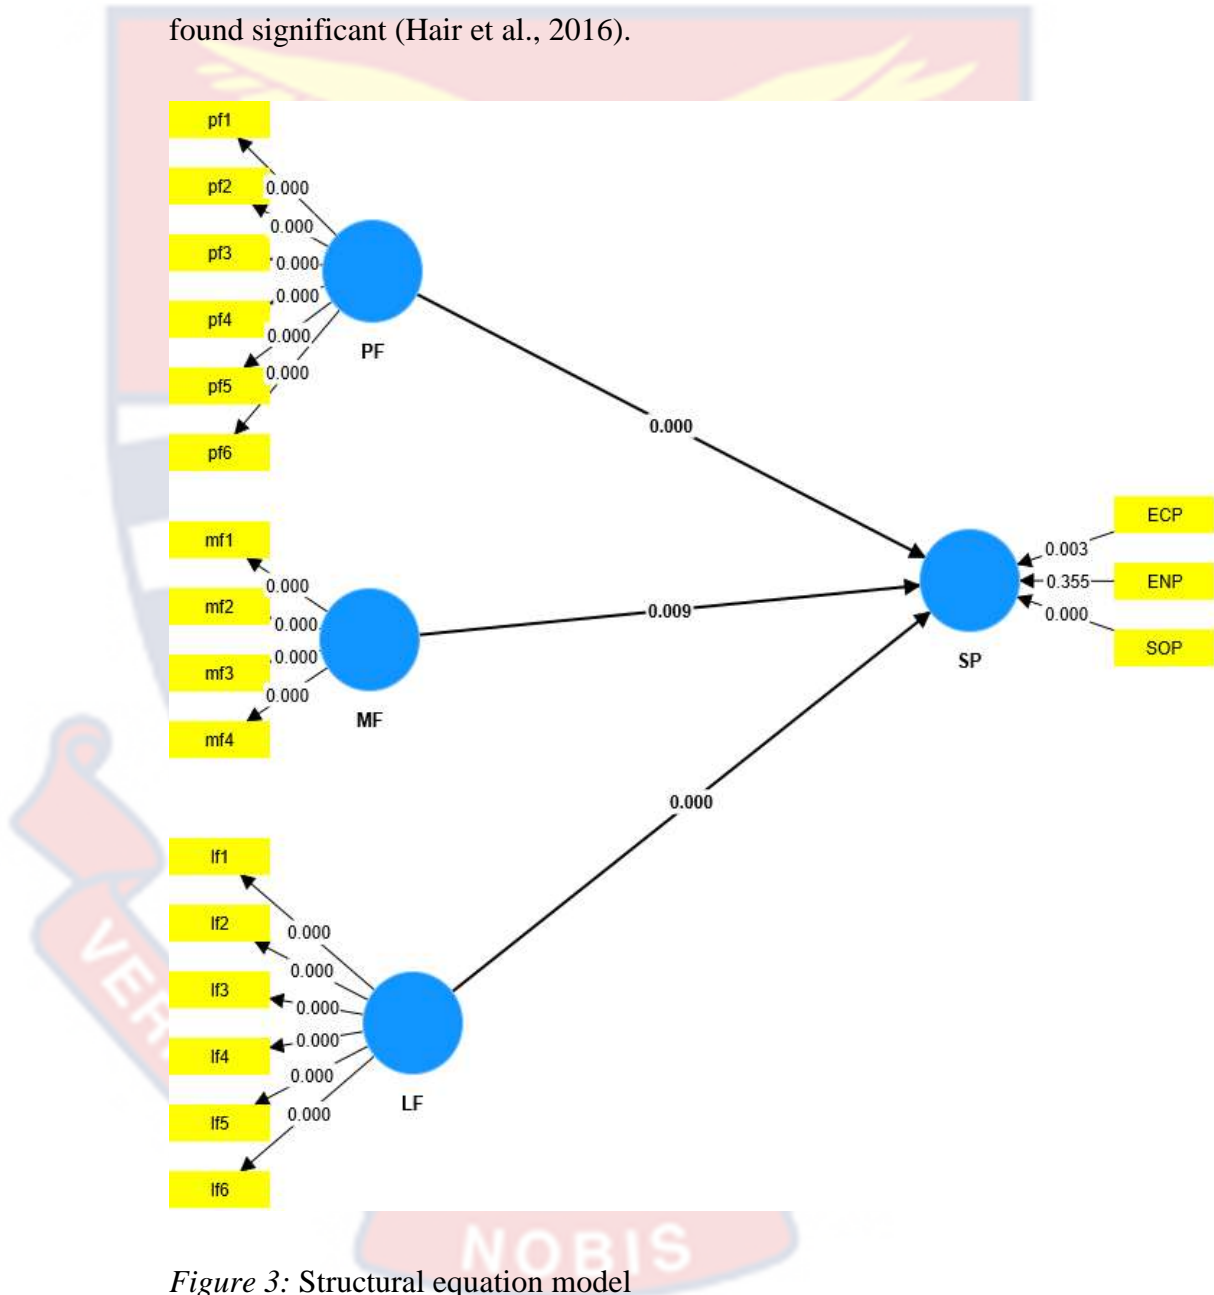 found significant (Hair et al., 2016).
pf1
pf2
pf3
pf4
pf5
pf6
0.000
0.000
0.000
0.000
0.000
0.000
PF
0.000
mf1
mf2
mf3
mf4
0.000
0.000
0.000
0.000
MF
0.009
ECP
ENP
SOP
0.003
0.355
0.000
SP
0.000
lf1
lf2
lf3
lf4
lf5
lf6
0.000
0.000
0.000
0.000
0.000
0.000
LF
NOBIS
Figure 3: Structural equation model